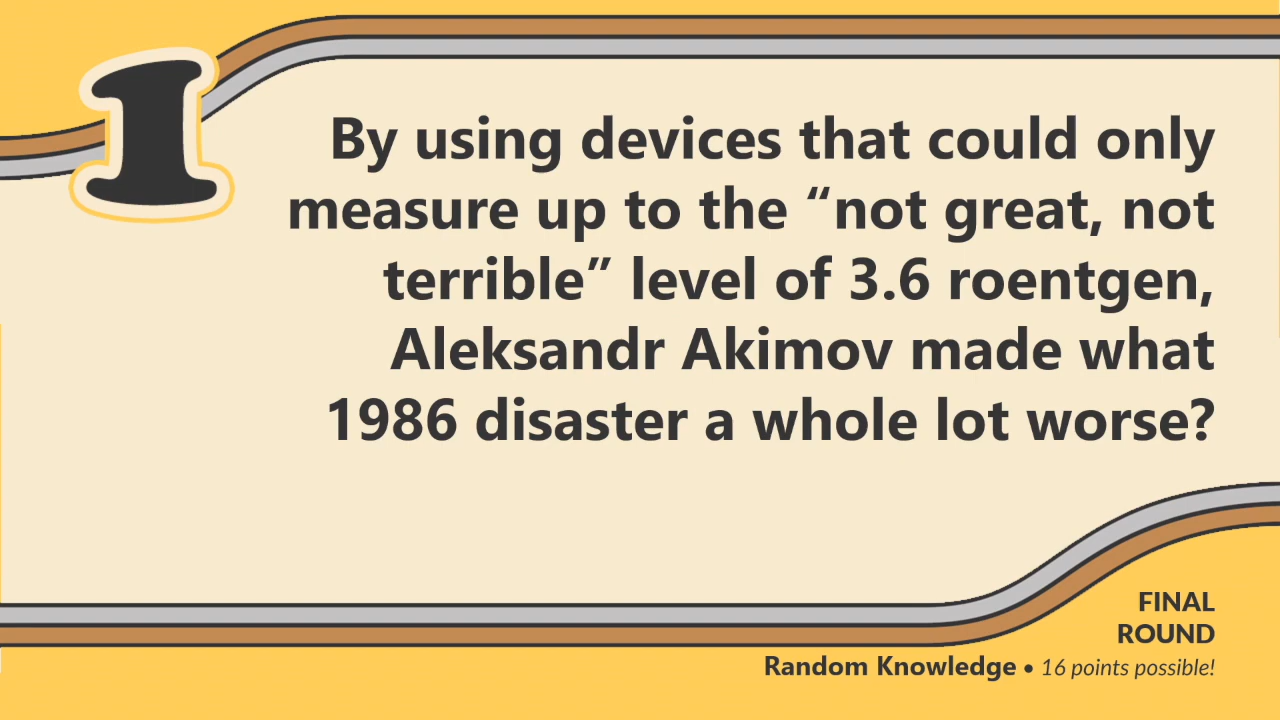 1
By using devices that could only
measure up to the “not great, not
terrible” level of 3.6 roentgen,
Aleksandr Akimov made what
1986 disaster a whole lot worse?
FINAL
ROUND
Random Knowledge • 16 points possible!